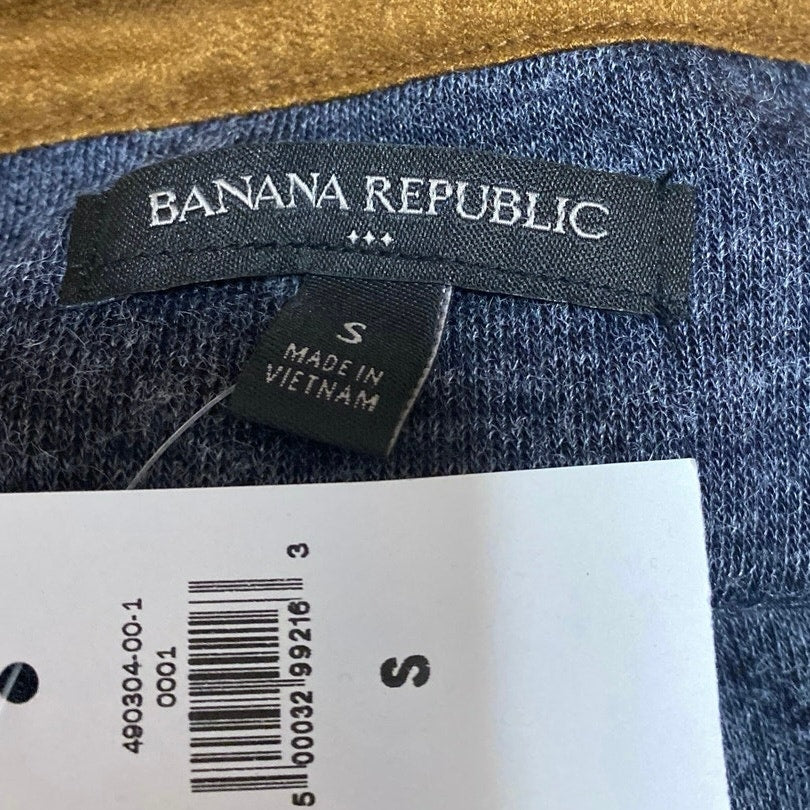 BANANA REPUBLIC
S
MADE IN
VIETNAM
490304-00-1
0001
5 00032 99216 3
S